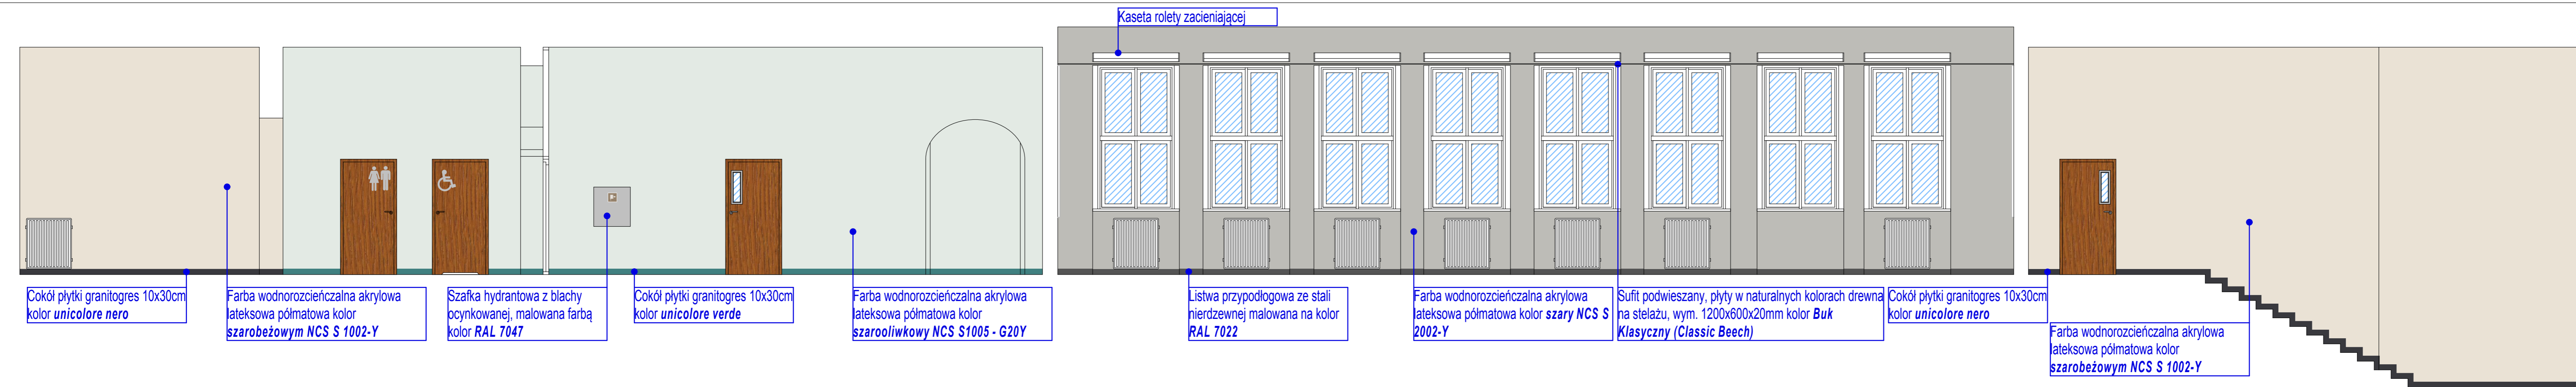 Kaseta rolety zacieniającej
Cokół płytki granitogres 10x30cm
kolor unicolore nero
Farba wodnorozcieńczalna akrylowa
lateksowa półmatowa kolor
szarobeżowym NCS S 1002-Y
Szafka hydrantowa z blachy
ocynkowanej, malowana farbą
kolor RAL 7047
Cokół płytki granitogres 10x30cm
kolor unicolore verde
Farba wodnorozcieńczalna akrylowa
lateksowa półmatowa kolor
szarooliwkowy NCS S1005 - G20Y
Listwa przypodłogowa ze stali
nierdzewnej malowana na kolor
RAL 7022
Farba wodnorozcieńczalna akrylowa
lateksowa półmatowa kolor szary NCS S
2002-Y
Sufit podwieszany, płyty w naturalnych kolorach drewna
na stelażu, wym. 1200x600x20mm kolor Buk
Klasyczny (Classic Beech)
Cokół płytki granitogres 10x30cm
kolor unicolore nero
Farba wodnorozcieńczalna akrylowa
lateksowa półmatowa kolor
szarobeżowym NCS S 1002-Y